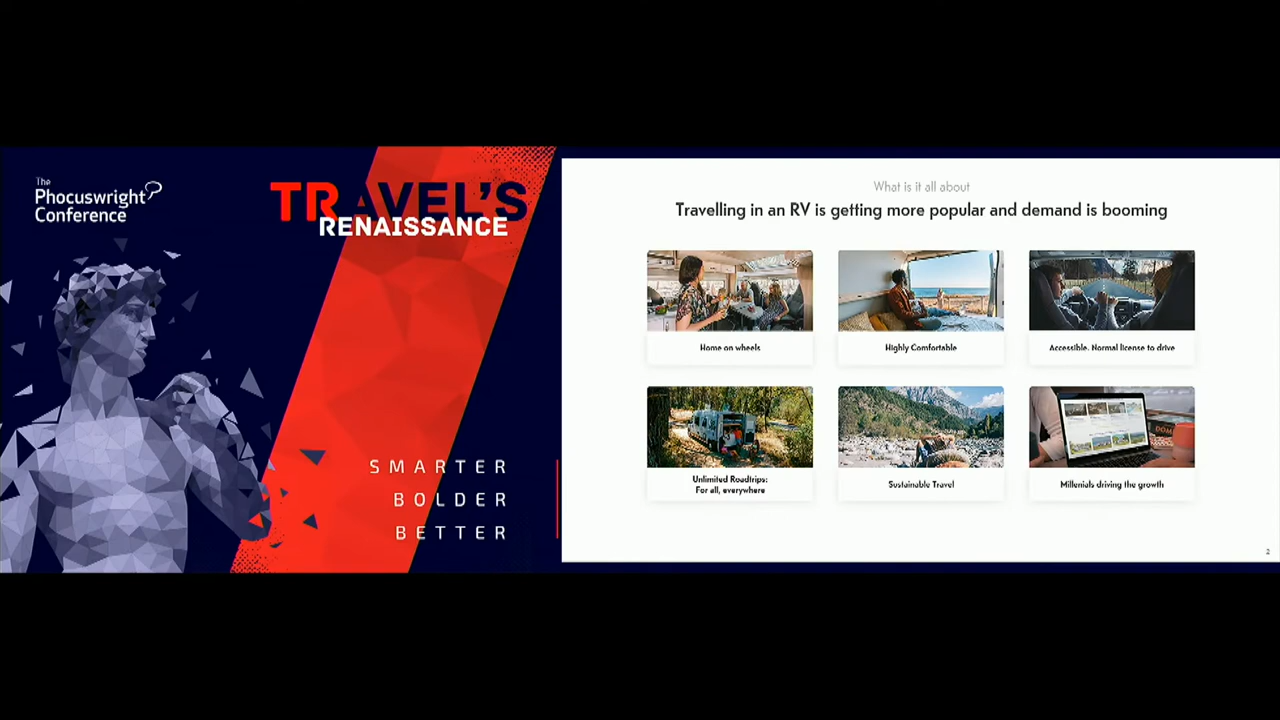 The
Phocuswright
Conference
TRAVEL'S
RENAISSANCE
SMARTER
BOLDER
BETTER
What is it all about
Travelling in an RV is getting more popular and demand is booming
Home on wheels
Highly Comfortable
Accessible. Normal license to drive
Unlimited Roadtrips:
For all, everywhere
Sustainable Travel
Millenials driving the growth
2